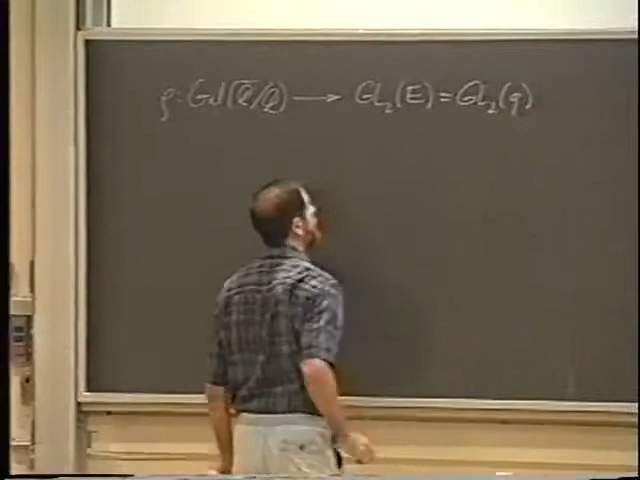 ρ: Gal(Q̄/Q) ⟶ GL₂(E) = GL₂(q)